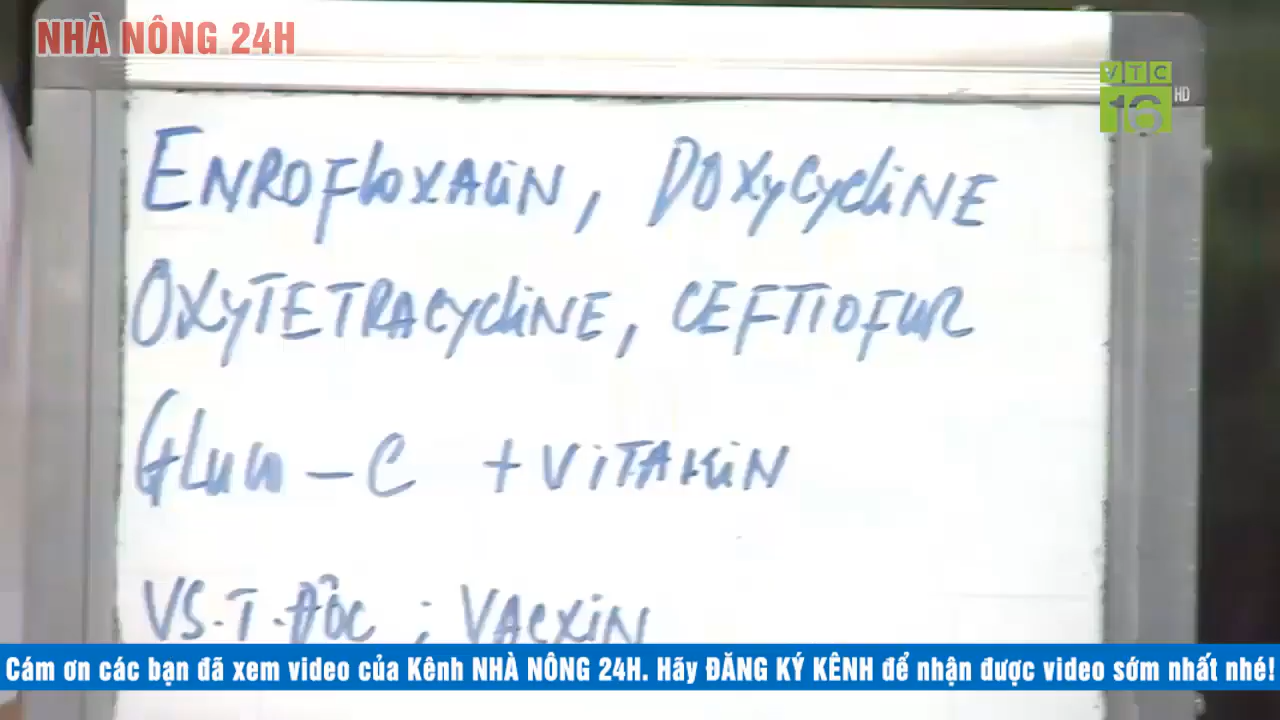 NHÀ NÔNG 24H
VTC
16 HD
ENROFLOXACIN, DOXYCYCLINE
OXYTETRACYCLINE, CEFTIOFUR
GLUCO - C + VITAMIN
VS.T.ĐỘC ; VACXIN
Cám ơn các bạn đã xem video của Kênh NHÀ NÔNG 24H. Hãy ĐĂNG KÝ KÊNH để nhận được video sớm nhất nhé!